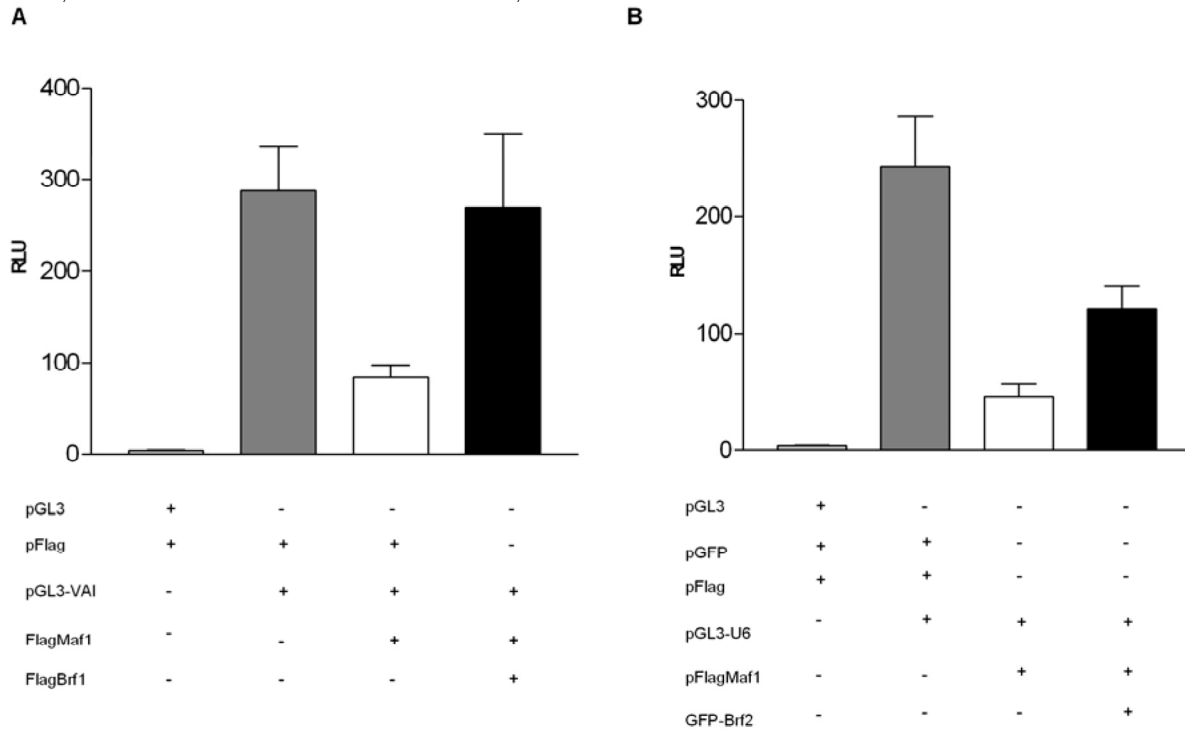 A
400
300
200
100
0
RLU
pGL3 + - - -
pFlag + + + -
pGL3-VAI - + + +
FlagMaf1 - - + +
FlagBrf1 - - - +
B
300
200
100
0
RLU
pGL3 + - - -
pGFP + + - -
pFlag + + - -
pGL3-U6 - + + +
pFlagMaf1 - - + +
GFP-Brf2 - - - +